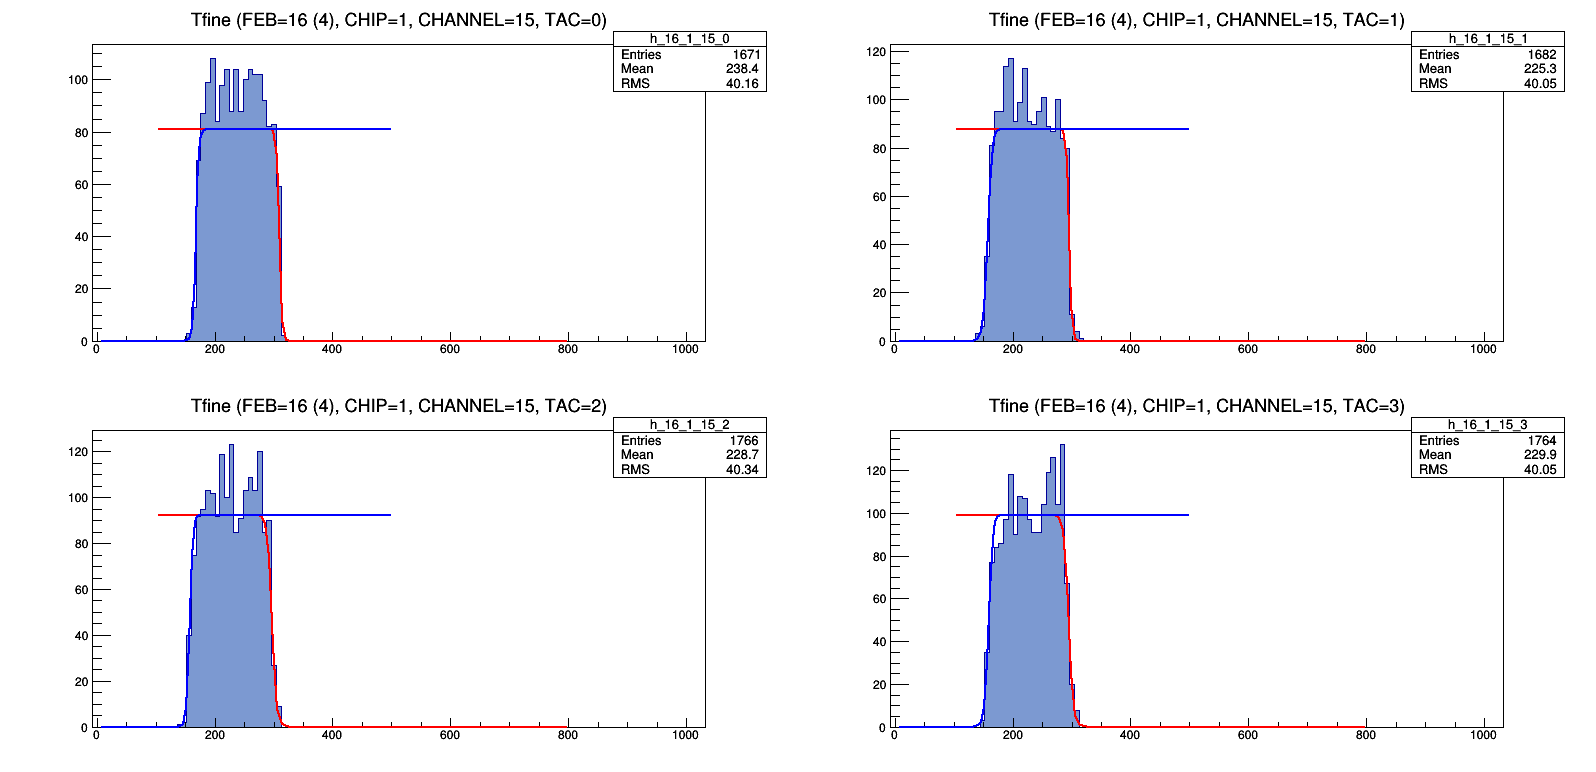 Tfine (FEB=16 (4), CHIP=1, CHANNEL=15, TAC=0)
h_16_1_15_0
Entries 1671
Mean 238.4
RMS 40.16
100
80
60
40
20
0
0 200 400 600 800 1000
Tfine (FEB=16 (4), CHIP=1, CHANNEL=15, TAC=1)
h_16_1_15_1
Entries 1682
Mean 225.3
RMS 40.05
120
100
80
60
40
20
0
0 200 400 600 800 1000
Tfine (FEB=16 (4), CHIP=1, CHANNEL=15, TAC=2)
h_16_1_15_2
Entries 1766
Mean 228.7
RMS 40.34
120
100
80
60
40
20
0
0 200 400 600 800 1000
Tfine (FEB=16 (4), CHIP=1, CHANNEL=15, TAC=3)
h_16_1_15_3
Entries 1764
Mean 229.9
RMS 40.05
120
100
80
60
40
20
0
0 200 400 600 800 1000